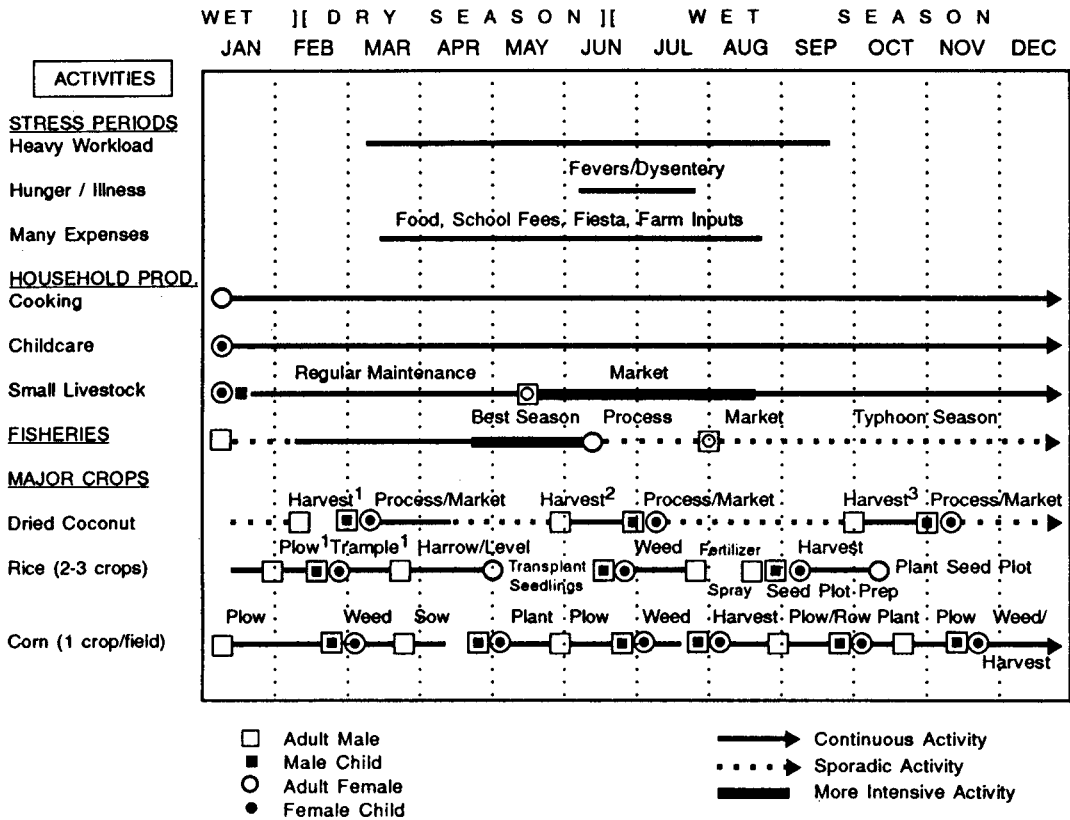 WET ][ DRY SEASON ][ WET SEASON
JAN FEB MAR APR MAY JUN JUL AUG SEP OCT NOV DEC
ACTIVITIES
STRESS PERIODS
Heavy Workload
Fevers/Dysentery
Hunger / Illness
Food, School Fees, Fiesta, Farm Inputs
Many Expenses
HOUSEHOLD PROD.
Cooking
Childcare
Regular Maintenance Market
Small Livestock
Best Season Process Market Typhoon Season
FISHERIES
MAJOR CROPS
Harvest1 Process/Market Harvest2 Process/Market Harvest3 Process/Market
Dried Coconut
Plow1 Trample1 Harrow/Level Weed Fertilizer Harvest
Rice (2-3 crops) Transplant Seedlings Plant Seed Plot
Spray Seed Plot Prep
Plow Weed Sow Plant Plow Weed Harvest Plow/Row Plant Plow Weed/
Corn (1 crop/field)
Harvest
Adult Male Continuous Activity
Male Child Sporadic Activity
Adult Female More Intensive Activity
Female Child